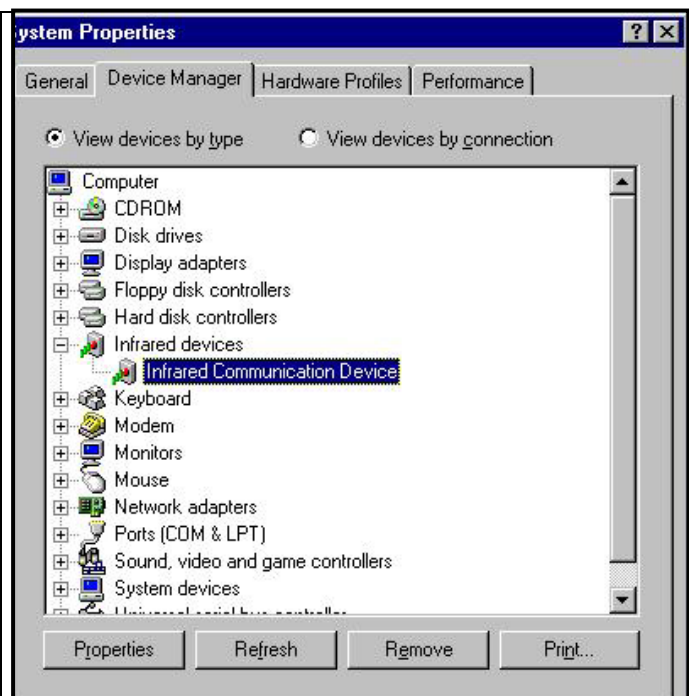 ystem Properties
General Device Manager Hardware Profiles Performance
View devices by type View devices by connection
Computer
CDROM
Disk drives
Display adapters
Floppy disk controllers
Hard disk controllers
Infrared devices
Infrared Communication Device
Keyboard
Modem
Monitors
Mouse
Network adapters
Ports (COM & LPT)
Sound, video and game controllers
System devices
Properties Refresh Remove Print...